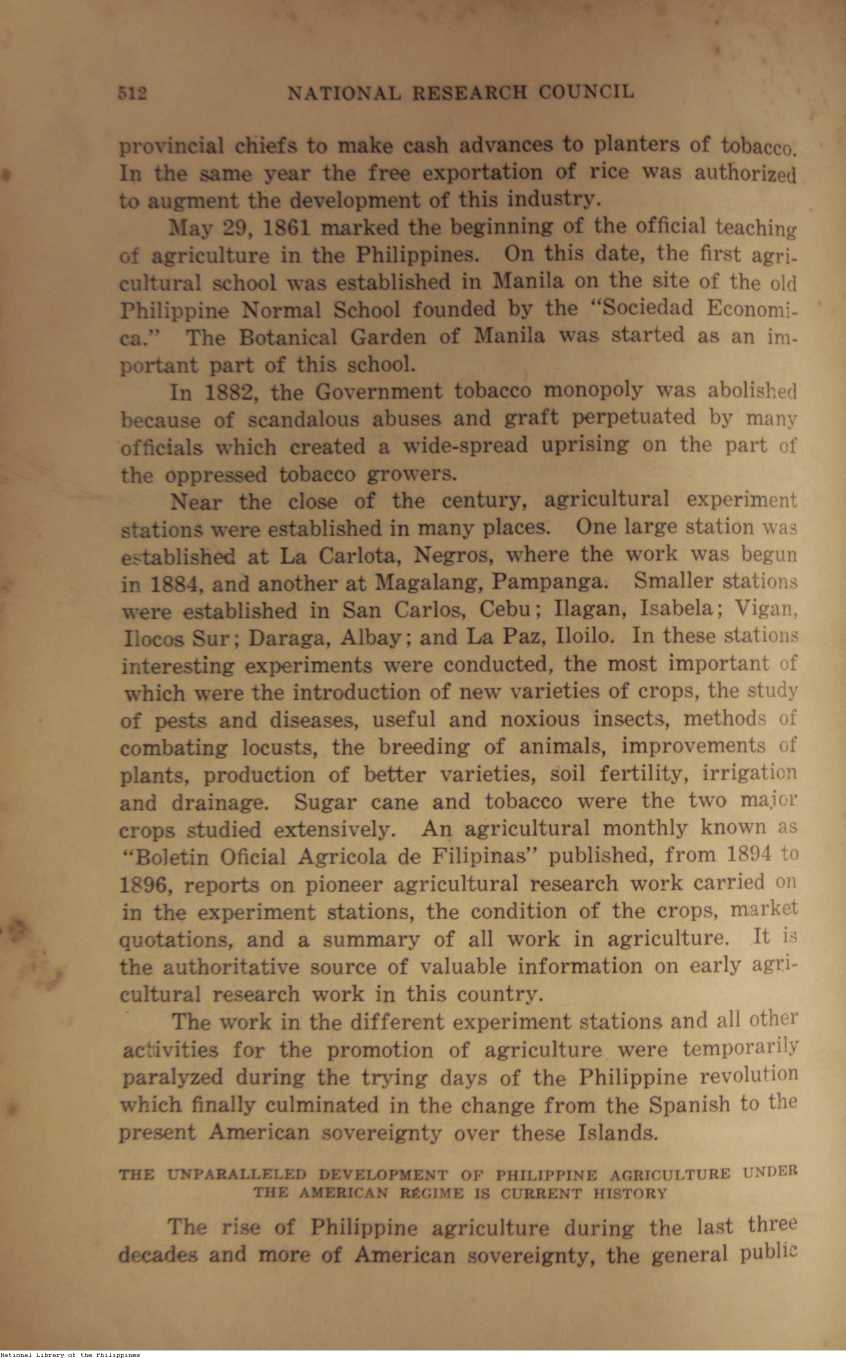 512 NATIONAL RESEARCH COUNCIL
provincial chiefs to make cash advances to planters of tobacco.
In the same year the free exportation of rice was authorized
to augment the development of this industry.
May 29, 1861 marked the beginning of the official teaching
of agriculture in the Philippines. On this date, the first agri-
cultural school was established in Manila on the site of the old
Philippine Normal School founded by the "Sociedad Economi-
ca." The Botanical Garden of Manila was started as an im-
portant part of this school.
In 1882, the Government tobacco monopoly was abolished
because of scandalous abuses and graft perpetuated by many
officials which created a wide-spread uprising on the part of
the oppressed tobacco growers.
Near the close of the century, agricultural experiment
stations were established in many places. One large station was
established at La Carlota, Negros, where the work was begun
in 1884, and another at Magalang, Pampanga. Smaller stations
were established in San Carlos, Cebu; Ilagan, Isabela; Vigan,
Ilocos Sur; Daraga, Albay; and La Paz, Iloilo. In these stations
interesting experiments were conducted, the most important of
which were the introduction of new varieties of crops, the study
of pests and diseases, useful and noxious insects, methods of
combating locusts, the breeding of animals, improvements of
plants, production of better varieties, soil fertility, irrigation
and drainage. Sugar cane and tobacco were the two major
crops studied extensively. An agricultural monthly known as
"Boletin Oficial Agricola de Filipinas" published, from 1894 to
1896, reports on pioneer agricultural research work carried on
in the experiment stations, the condition of the crops, market
quotations, and a summary of all work in agriculture. It is
the authoritative source of valuable information on early agri-
cultural research work in this country.
The work in the different experiment stations and all other
activities for the promotion of agriculture were temporarily
paralyzed during the trying days of the Philippine revolution
which finally culminated in the change from the Spanish to the
present American sovereignty over these Islands.
THE UNPARALLELED DEVELOPMENT OF PHILIPPINE AGRICULTURE UNDER
THE AMERICAN RÉGIME IS CURRENT HISTORY
The rise of Philippine agriculture during the last three
decades and more of American sovereignty, the general public
National Library of the Philippines